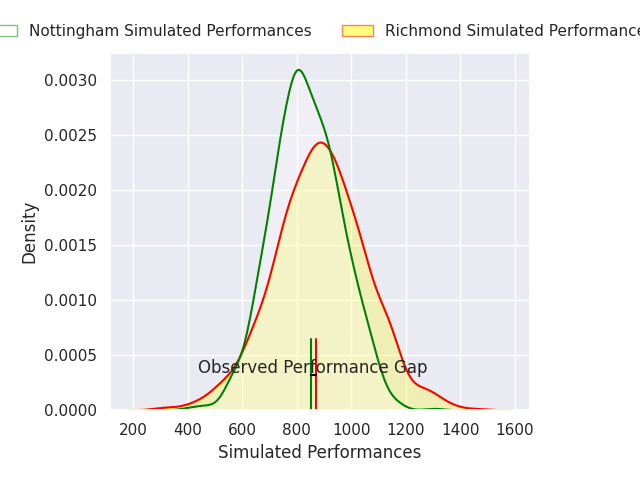 Nottingham Simulated Performances
Richmond Simulated Performance
0.0030
0.0025
0.0020
0.0015
0.0010
0.0005
0.0000
Density
Observed Performance Gap
200 400 600 800 1000 1200 1400 1600
Simulated Performances